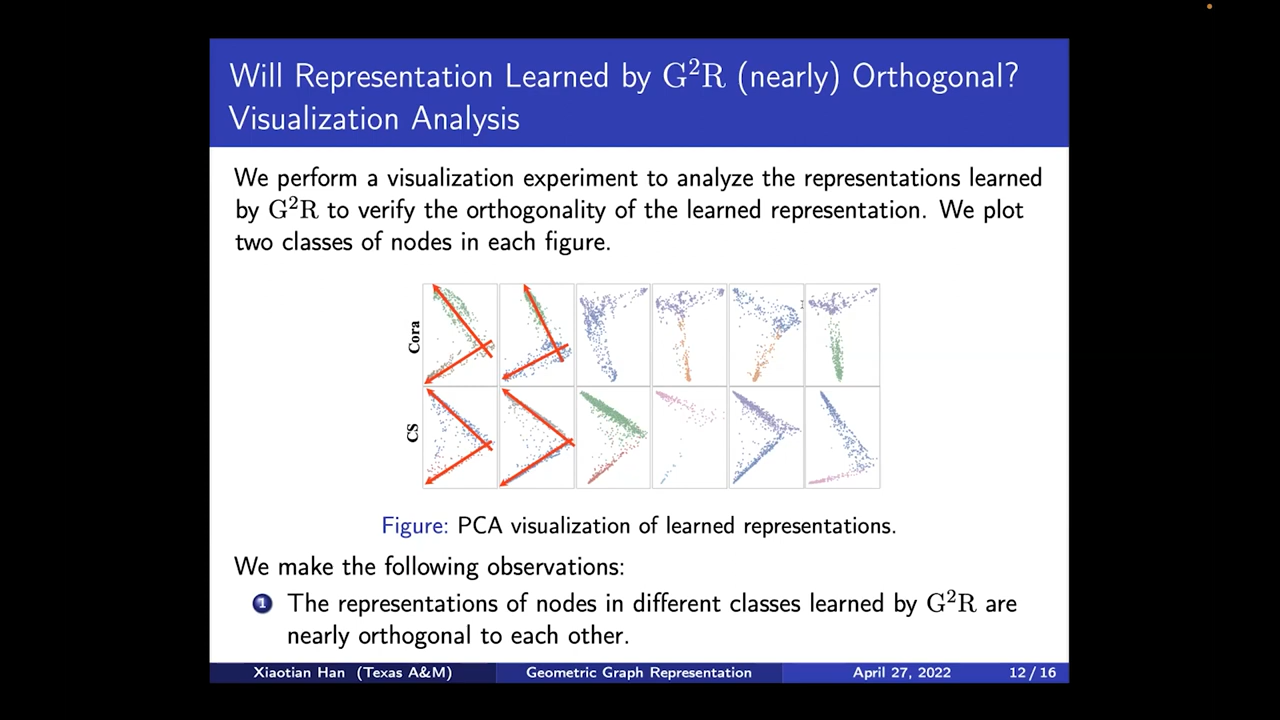 Will Representation Learned by G²R (nearly) Orthogonal?
Visualization Analysis
We perform a visualization experiment to analyze the representations learned
by G²R to verify the orthogonality of the learned representation. We plot
two classes of nodes in each figure.
Cora
CS
Figure: PCA visualization of learned representations.
We make the following observations:
1 The representations of nodes in different classes learned by G²R are
nearly orthogonal to each other.
Xiaotian Han (Texas A&M) Geometric Graph Representation April 27, 2022 12 / 16